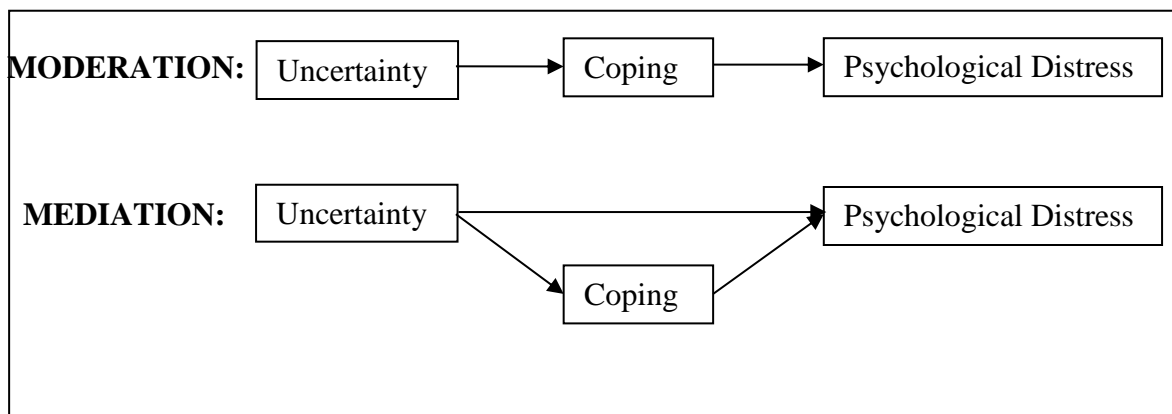 MODERATION: Uncertainty Coping Psychological Distress
MEDIATION: Uncertainty Psychological Distress
Coping